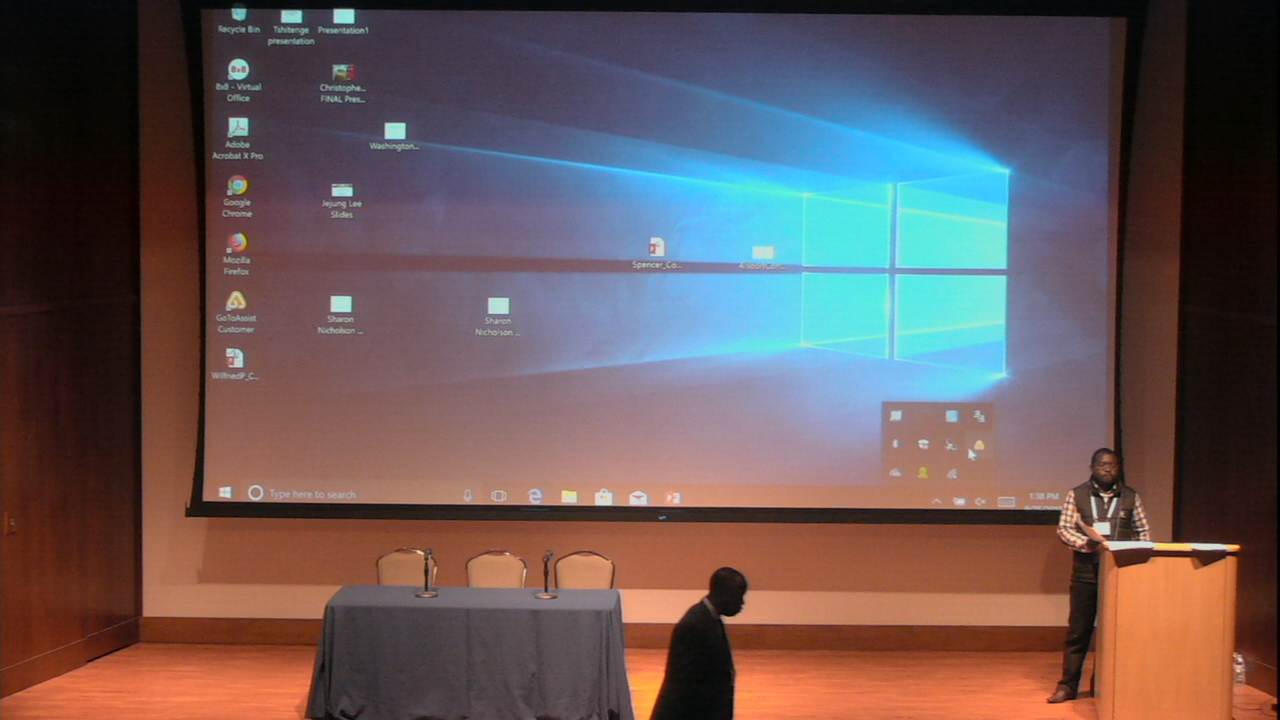 Recycle Bin
Tshitenge
presentation
Presentation1
8x8 - Virtual
Office
Christophe...
FINAL Pres...
Adobe
Acrobat X Pro
Washington...
Google
Chrome
Jejung Lee
Slides
Mozilla
Firefox
Spencer_Co...
GoToAssist
Customer
Sharon
Nicholson ...
Sharon
Nicholson ...
Type here to search
1:38 PM